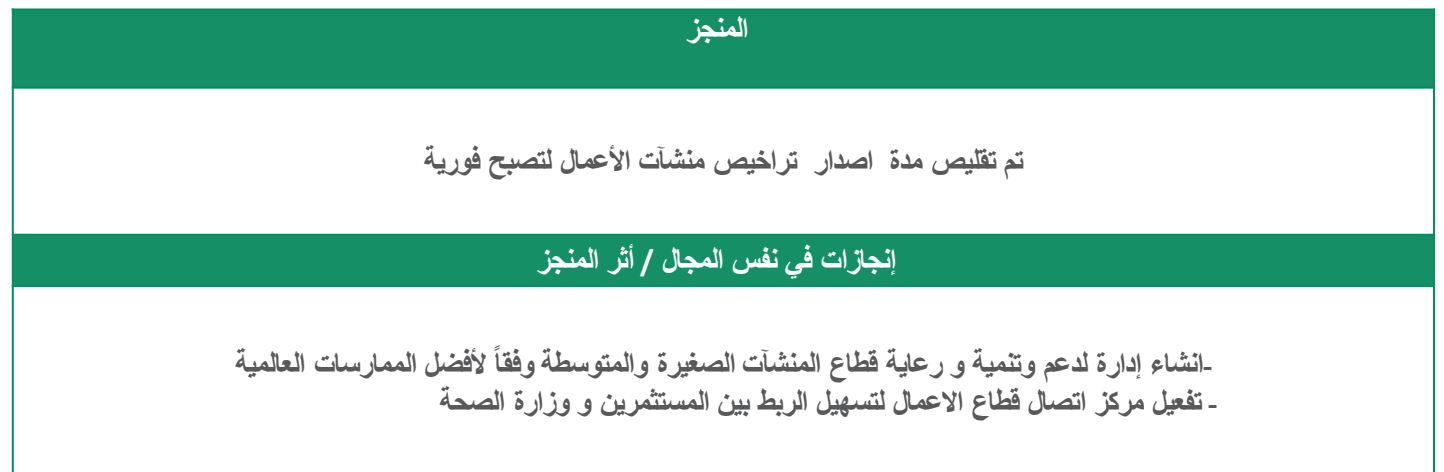 المنجز
تم تقليص مدة اصدار تراخيص منشآت الأعمال لتصبح فورية
إنجازات في نفس المجال / أثر المنجز
-انشاء إدارة لدعم وتنمية و رعاية قطاع المنشآت الصغيرة والمتوسطة وفقاً لأفضل الممارسات العالمية
- تفعيل مركز اتصال قطاع الاعمال لتسهيل الربط بين المستثمرين و وزارة الصحة